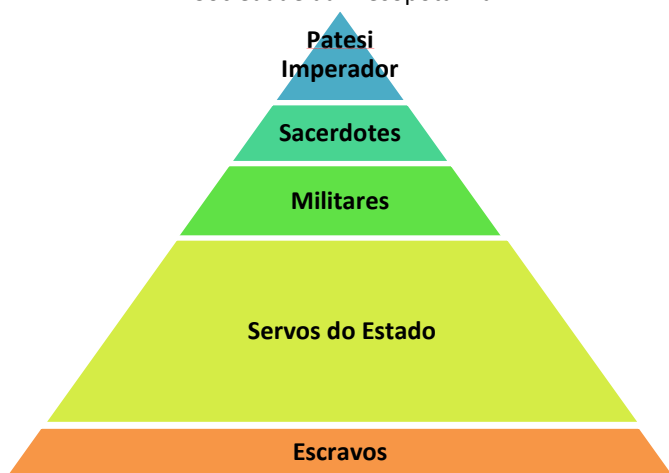 Patesi
Imperador
Sacerdotes
Militares
Servos do Estado
Escravos